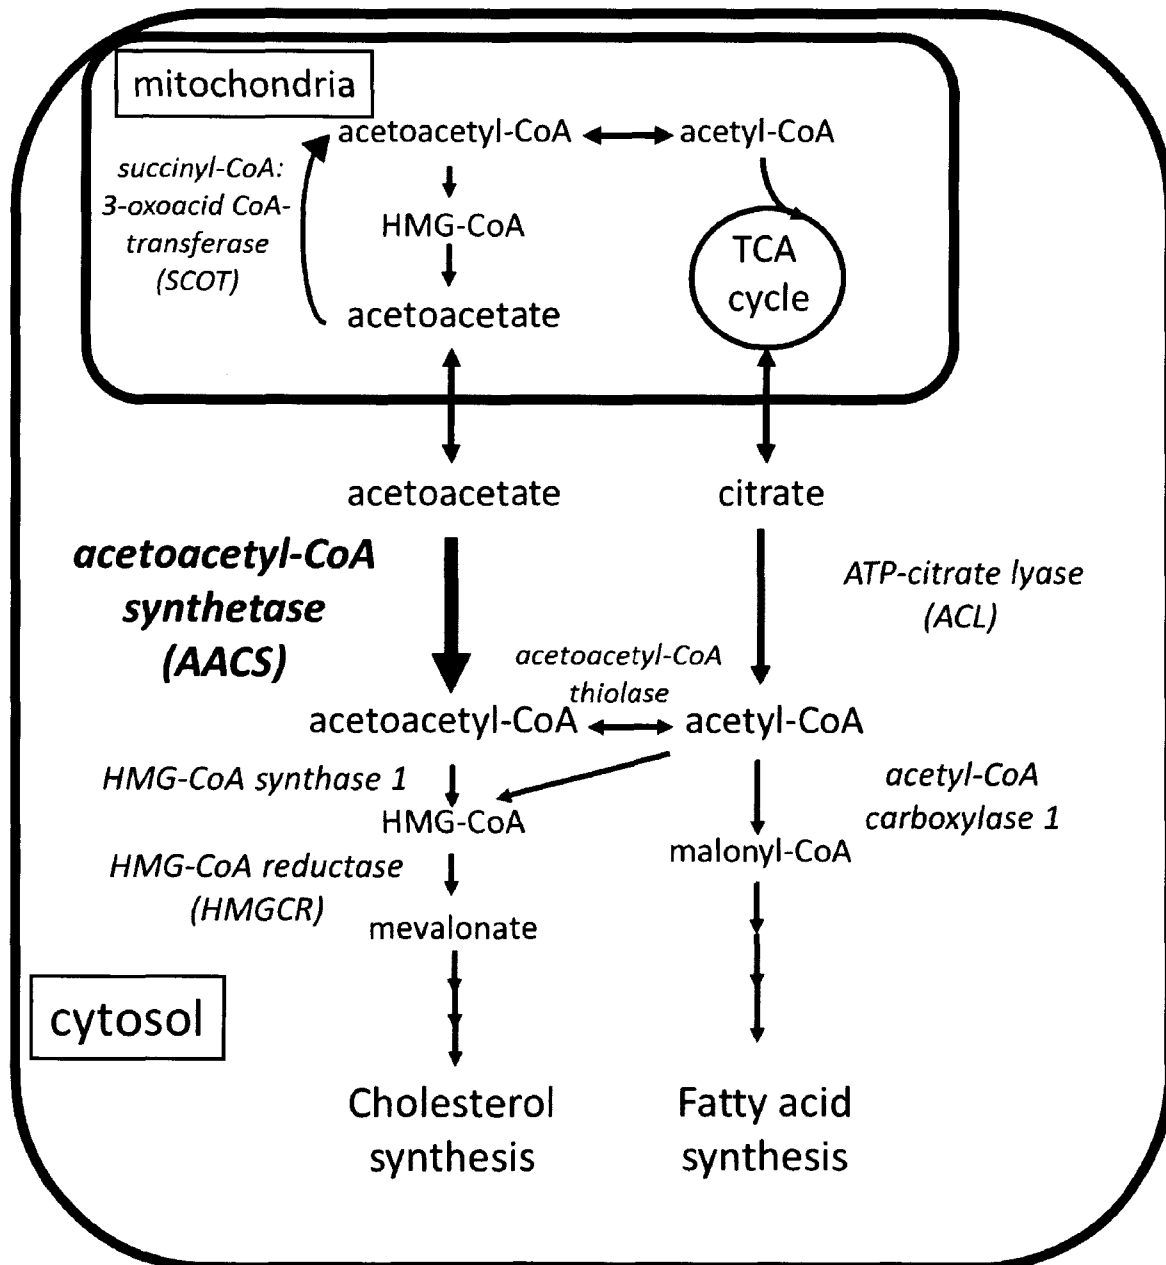 mitochondria
acetoacetyl-CoA
acetyl-CoA
succinyl-CoA:
3-oxoacid CoA-
transferase
(SCOT)
HMG-CoA
acetoacetate
TCA
cycle
acetoacetate
citrate
acetoacetyl-CoA
synthetase
(AACS)
ATP-citrate lyase
(ACL)
acetoacetyl-CoA
thiolase
acetoacetyl-CoA
acetyl-CoA
HMG-CoA synthase 1
HMG-CoA
acetyl-CoA
carboxylase 1
HMG-CoA reductase
(HMGCR)
malonyl-CoA
mevalonate
cytosol
Cholesterol
synthesis
Fatty acid
synthesis